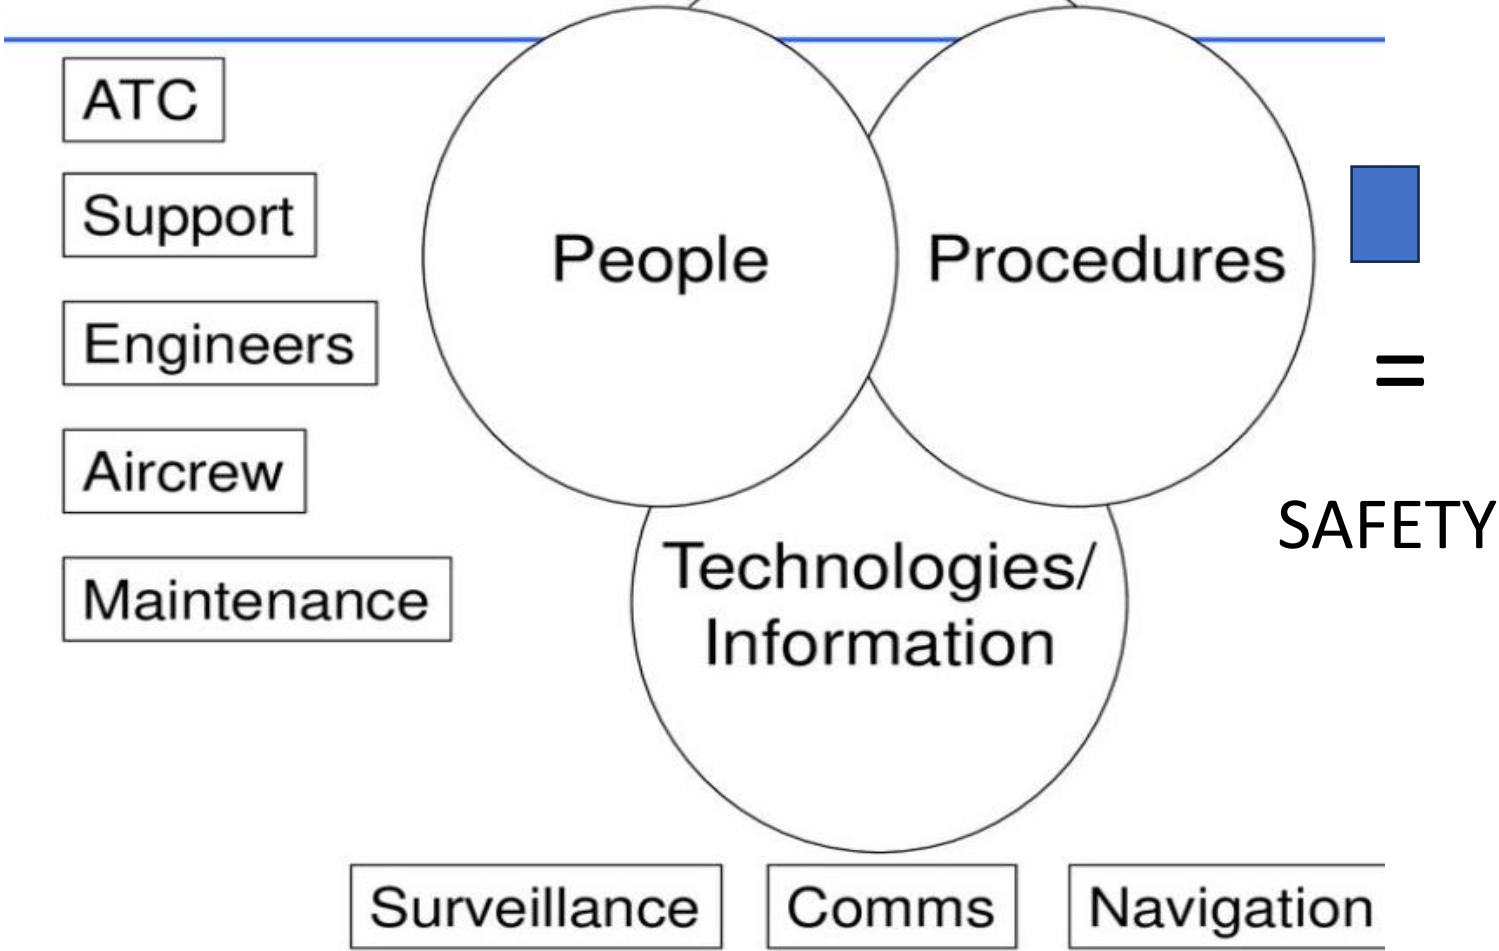 ATC
Support
Engineers
Aircrew
Maintenance
People
Procedures
=
SAFETY
Technologies/
Information
Surveillance
Comms
Navigation